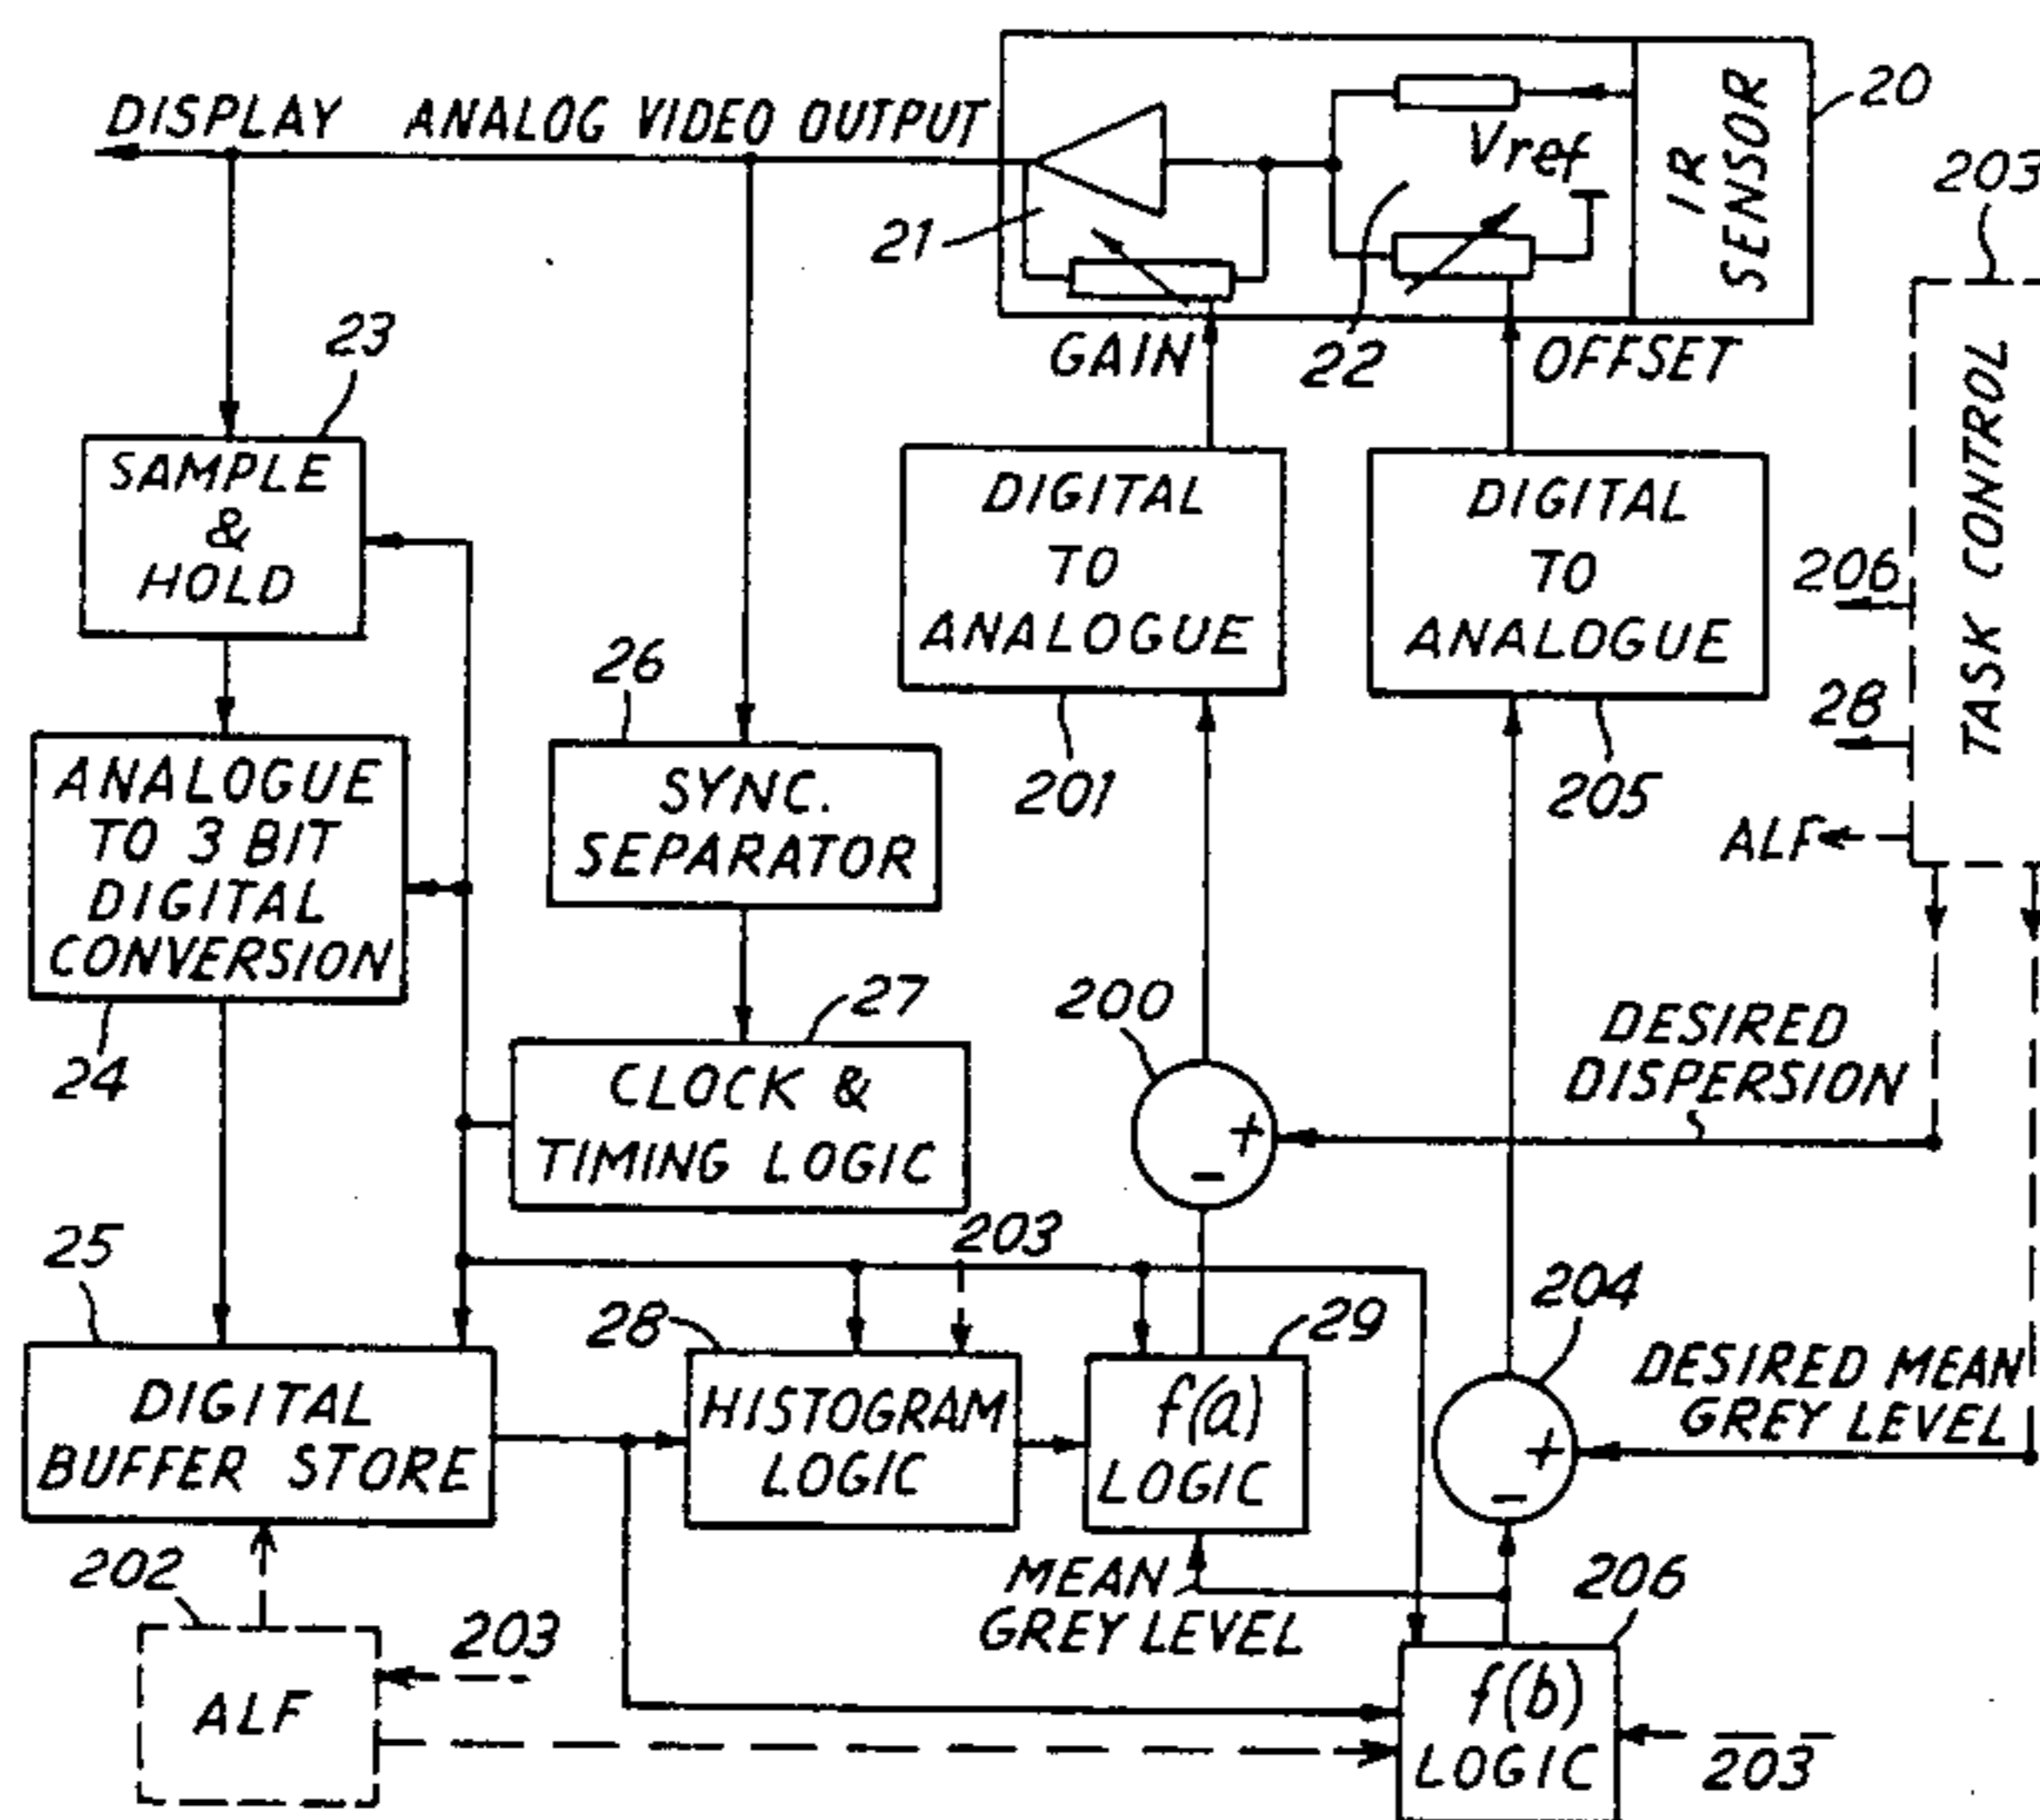 DISPLAY ANALOG VIDEO OUTPUT
21
Vref
22
IR
SENSOR
20
GAIN
OFFSET
203
TASK CONTROL
206
28
ALF
23
SAMPLE
&
HOLD
ANALOGUE
TO 3 BIT
DIGITAL
CONVERSION
24
26
SYNC.
SEPARATOR
27
CLOCK &
TIMING LOGIC
DIGITAL
TO
ANALOGUE
201
DIGITAL
TO
ANALOGUE
205
200
+
-
DESIRED
DISPERSION
25
DIGITAL
BUFFER STORE
28
203
HISTOGRAM
LOGIC
29
f(a)
LOGIC
204
+
-
DESIRED MEAN
GREY LEVEL
MEAN
GREY LEVEL
202
203
ALF
206
f(b)
LOGIC
203